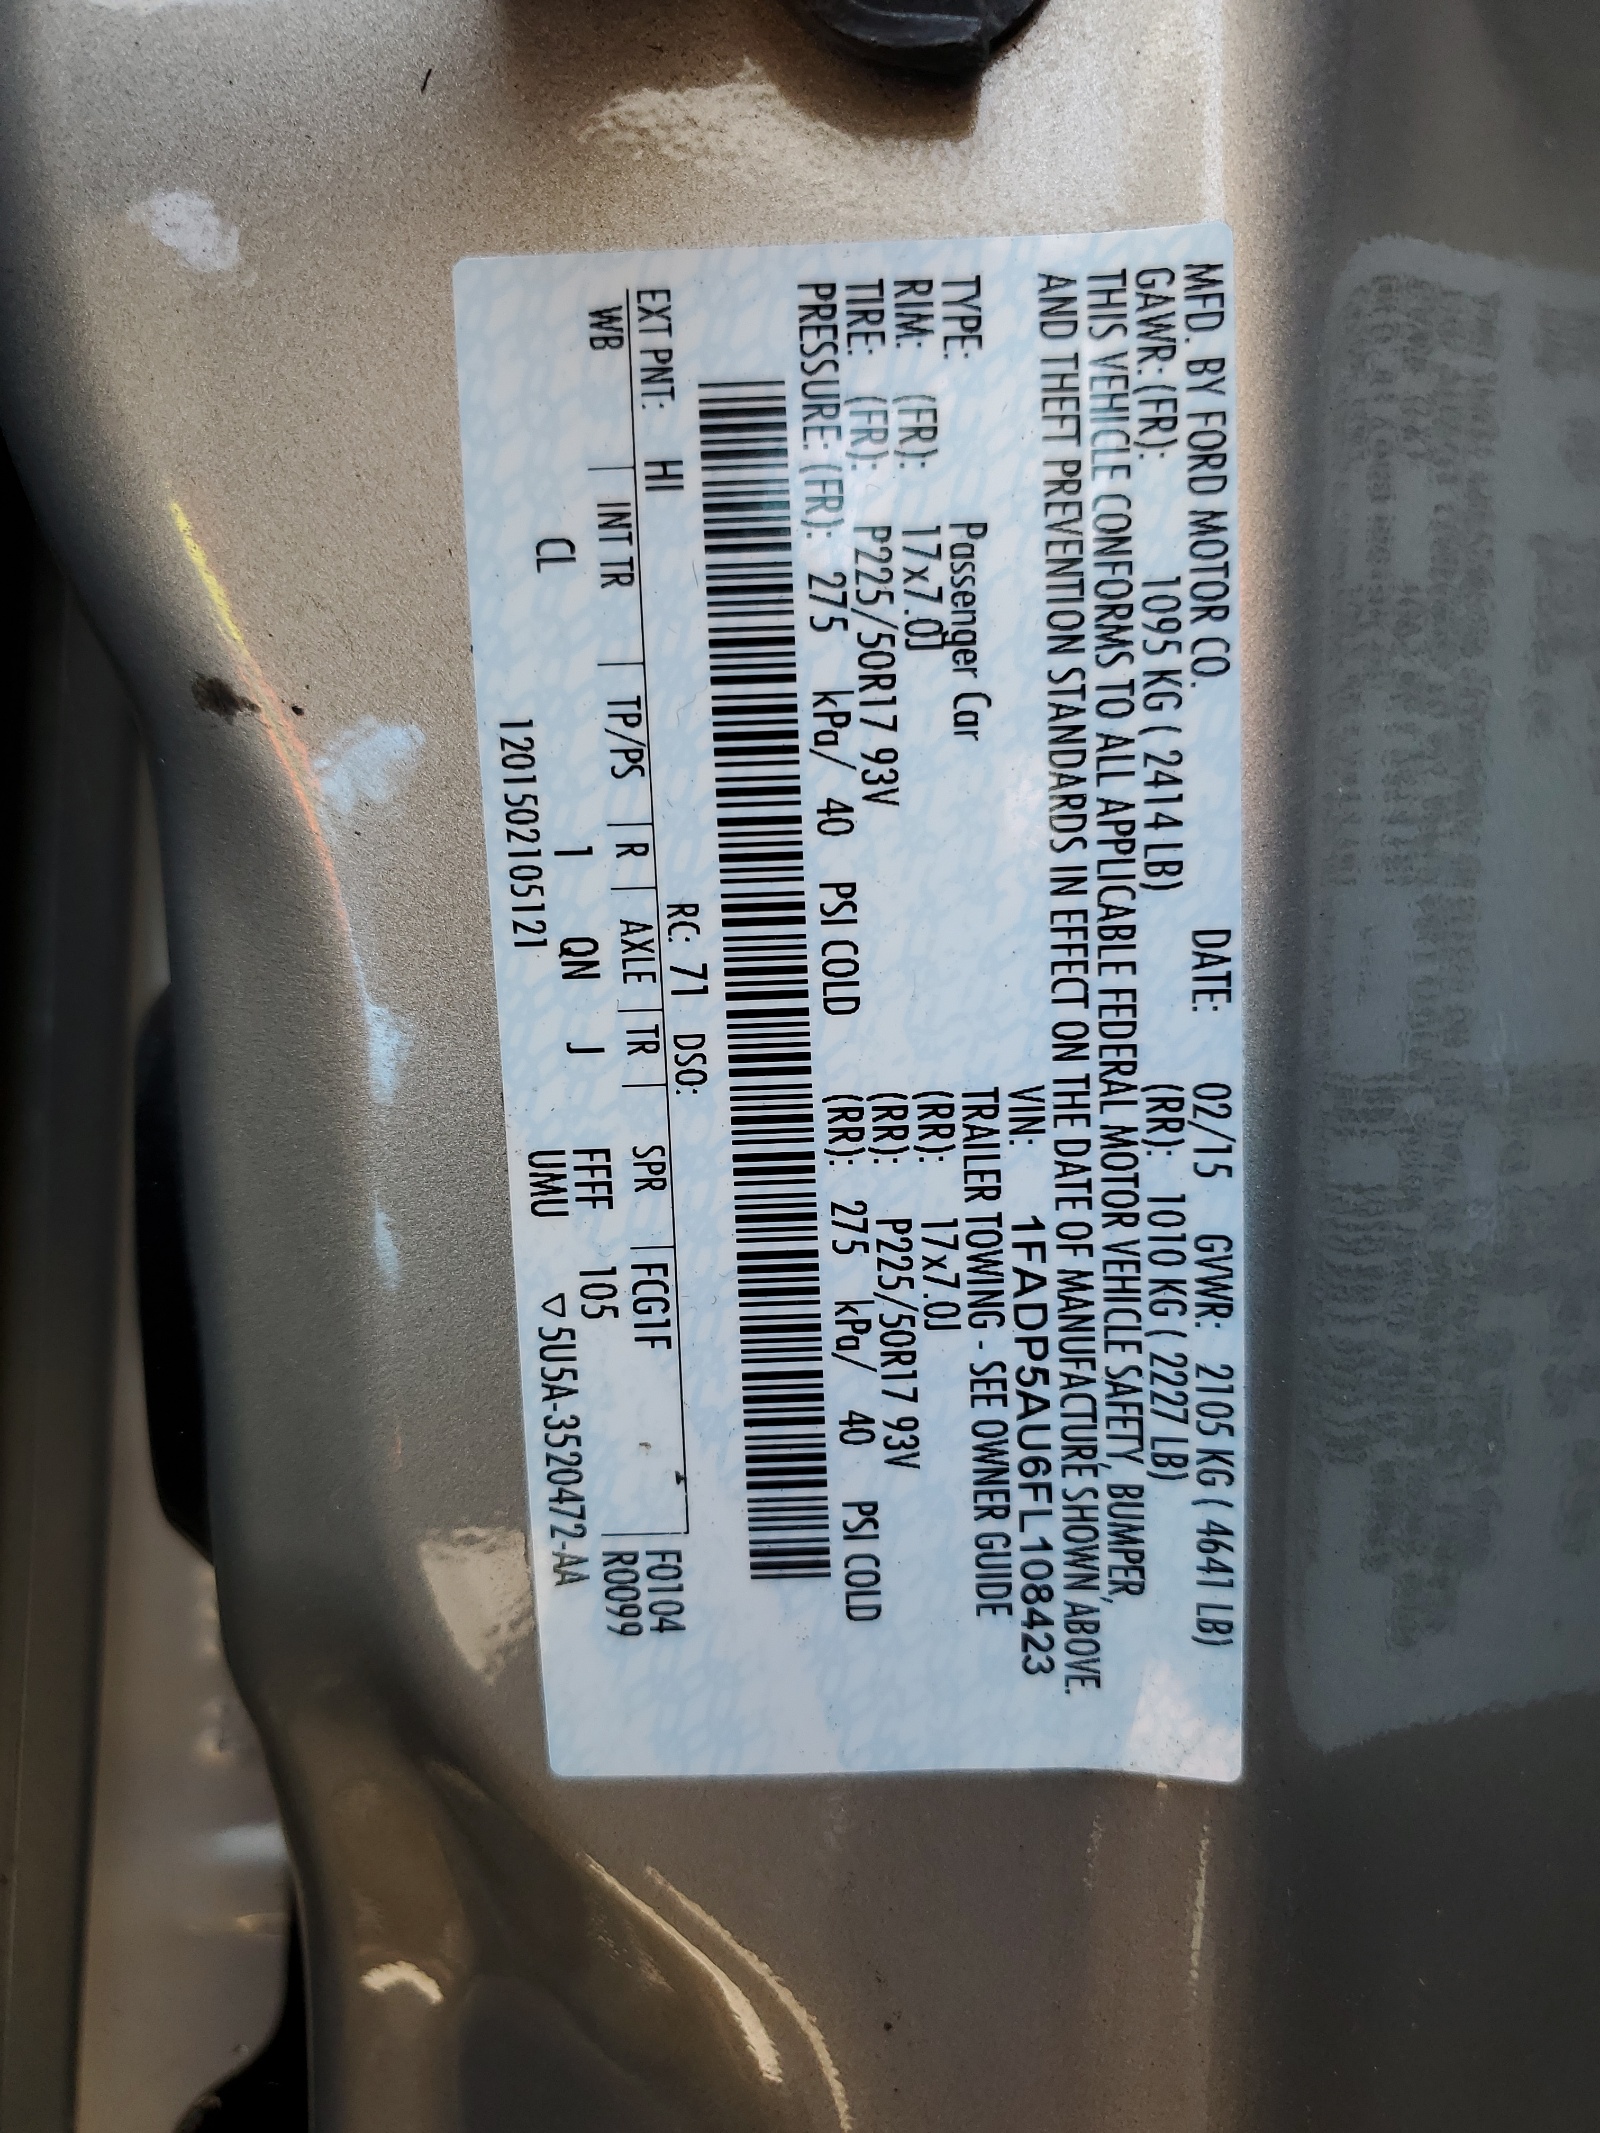 MFD. BY FORD MOTOR CO. DATE: 02/15 GVWR: 2105 KG ( 4641 LB)
GAWR: (FR): 1095 KG ( 2414 LB) (RR): 1010 KG ( 2227 LB)
THIS VEHICLE CONFORMS TO ALL APPLICABLE FEDERAL MOTOR VEHICLE SAFETY, BUMPER,
AND THEFT PREVENTION STANDARDS IN EFFECT ON THE DATE OF MANUFACTURE SHOWN ABOVE.
VIN: 1FADP5AU6FL108423
TYPE: Passenger Car TRAILER TOWING - SEE OWNER GUIDE
RIM: (FR): 17x7.0J (RR): 17x7.0J
TIRE: (FR): P225/50R17 93V (RR): P225/50R17 93V
PRESSURE: (FR): 275 kPa/ 40 PSI COLD (RR): 275 kPa/ 40 PSI COLD
EXT PNT: HI RC: 71 DSO: F0104
WB INT TR TP/PS R AXLE TR SPR FCG1F R0099
CL 1 QN J FFFF 105
1201502105121 UMU ▽5U5A-3520472-AA